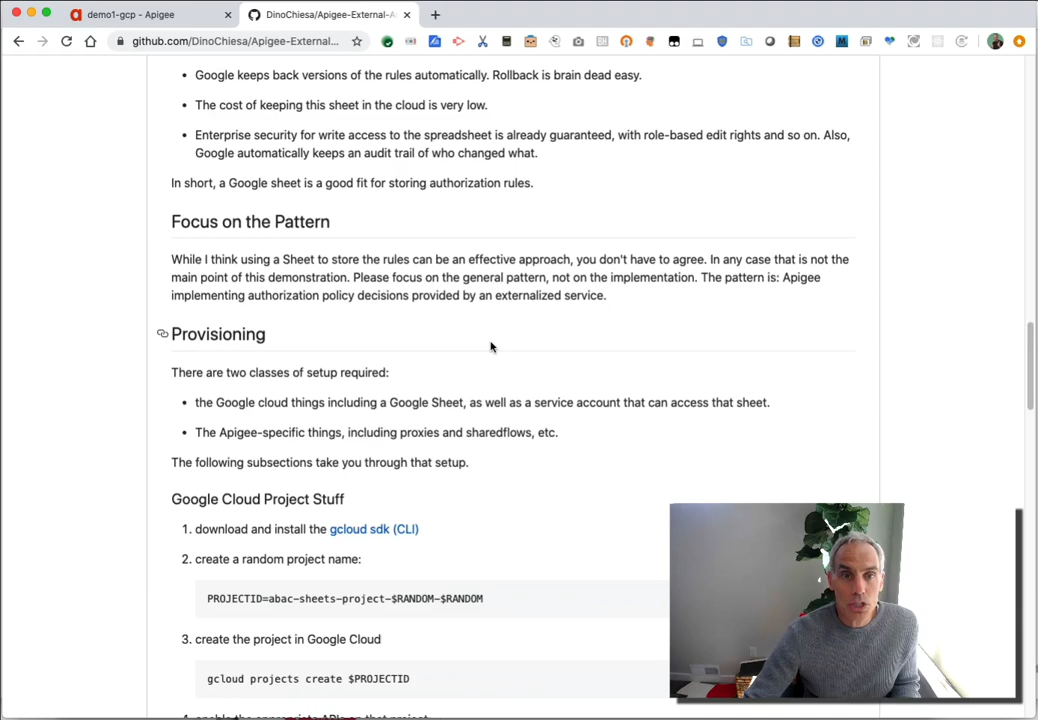 demo1-gcp - Apigee
DinoChiesa/Apigee-External-A
github.com/DinoChiesa/Apigee-External...
• Google keeps back versions of the rules automatically. Rollback is brain dead easy.
• The cost of keeping this sheet in the cloud is very low.
• Enterprise security for write access to the spreadsheet is already guaranteed, with role-based edit rights and so on. Also,
Google automatically keeps an audit trail of who changed what.
In short, a Google sheet is a good fit for storing authorization rules.
Focus on the Pattern
While I think using a Sheet to store the rules can be an effective approach, you don't have to agree. In any case that is not the
main point of this demonstration. Please focus on the general pattern, not on the implementation. The pattern is: Apigee
implementing authorization policy decisions provided by an externalized service.
Provisioning
There are two classes of setup required:
• the Google cloud things including a Google Sheet, as well as a service account that can access that sheet.
• The Apigee-specific things, including proxies and sharedflows, etc.
The following subsections take you through that setup.
Google Cloud Project Stuff
1. download and install the gcloud sdk (CLI)
2. create a random project name:
PROJECTID=abac-sheets-project-$RANDOM-$RANDOM
3. create the project in Google Cloud
gcloud projects create $PROJECTID
4. enable the appropriate APIs on that project